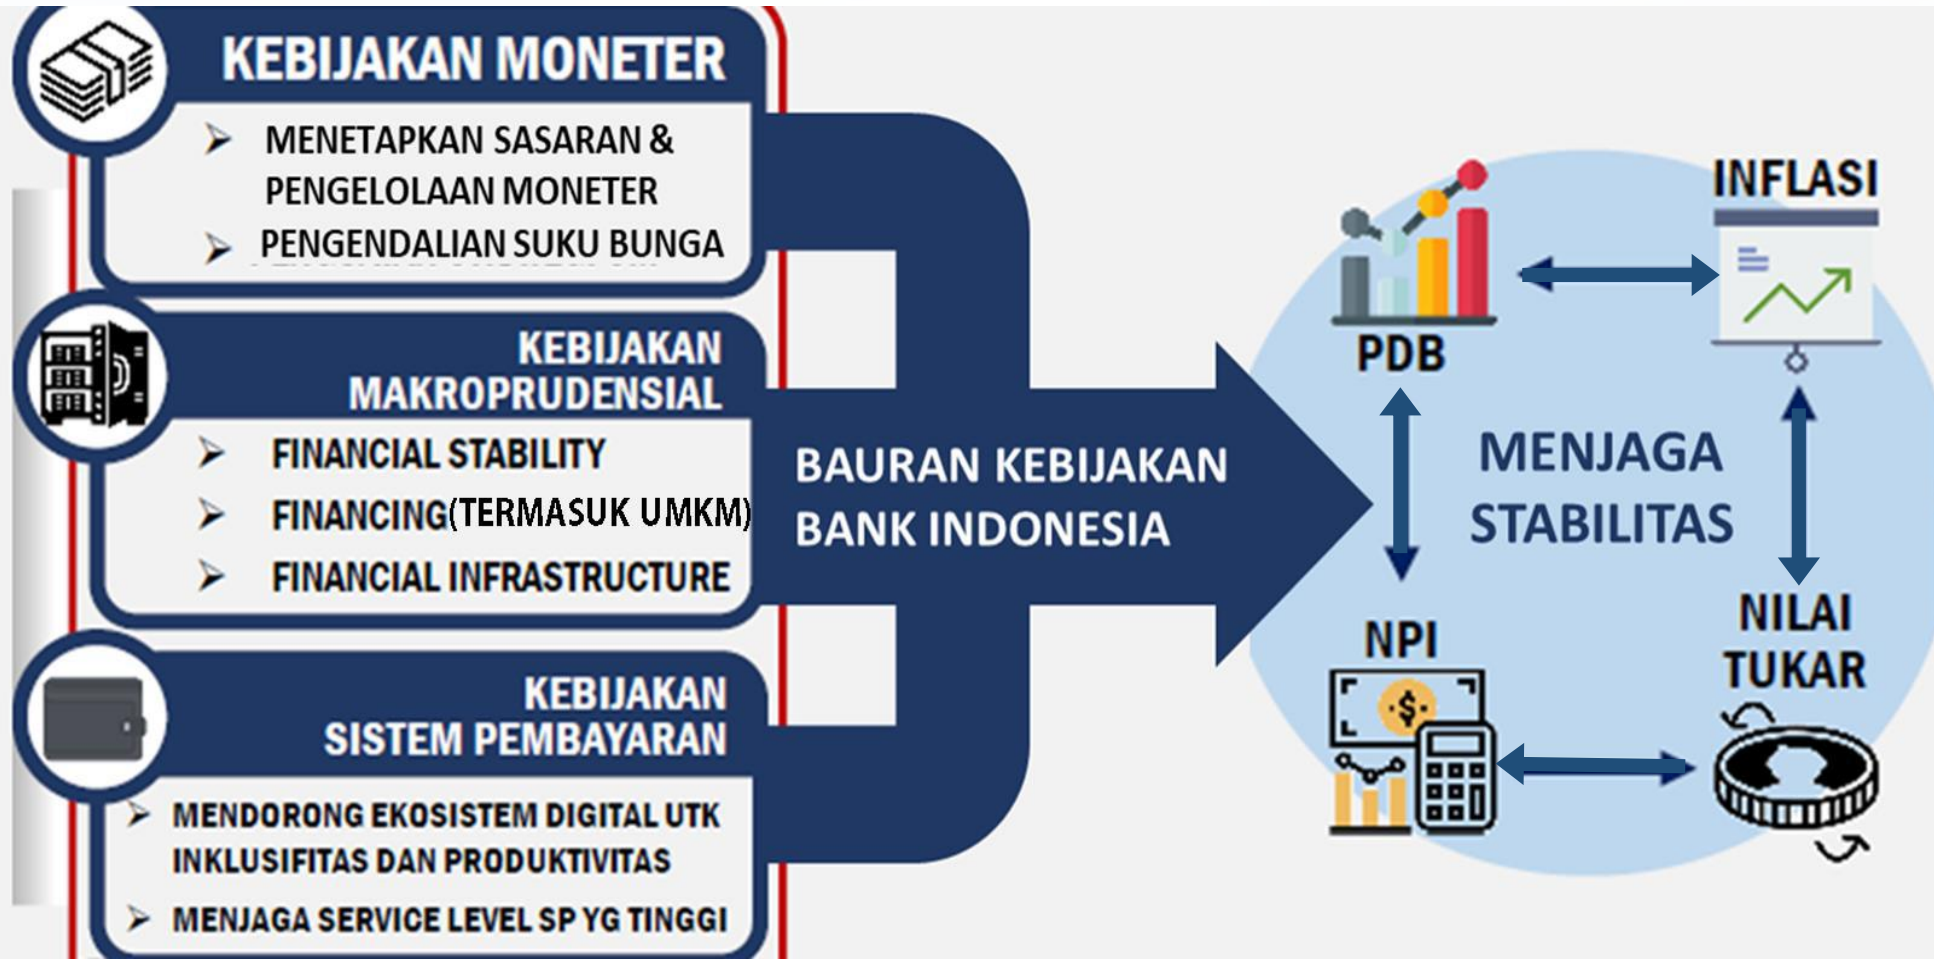 KEBIJAKAN MONETER
MENETAPKAN SASARAN &
PENGELOLAAN MONETER
PENGENDALIAN SUKU BUNGA
KEBIJAKAN
MAKROPRUDENSIAL
FINANCIAL STABILITY
FINANCING(TERMASUK UMKM)
FINANCIAL INFRASTRUCTURE
KEBIJAKAN
SISTEM PEMBAYARAN
MENDORONG EKOSISTEM DIGITAL UTK
INKLUSIFITAS DAN PRODUKTIVITAS
MENJAGA SERVICE LEVEL SP YG TINGGI
BAURAN KEBIJAKAN
BANK INDONESIA
INFLASI
PDB
MENJAGA
STABILITAS
NPI
$
NILAI
TUKAR